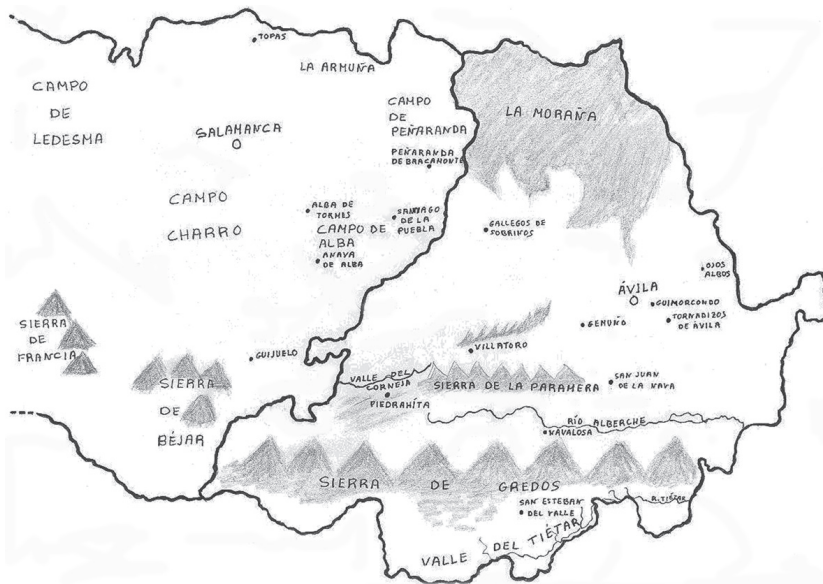 TOPAS
LA ARMUÑA
CAMPO
DE
LEDESMA
CAMPO
DE
PEÑARANDA
LA MORAÑA
SALAMANCA
PEÑARANDA
DE BRACAMONTE
CAMPO
CHARRO
ALBA DE
TORMES
SANTIAGO
DE LA
PUEBLA
CAMPO DE
ALBA
ANAYA
DE ALBA
GALLEGOS DE
SOBRINOS
OJOS
ALBOS
ÁVILA
GUIMORCONDO
GEMUÑO
TORNADIZOS
DE ÁVILA
SIERRA
DE
FRANCIA
GUIJUELO
VILLATORO
VALLE DEL
CORNEJA
PIEDRAHÍTA
SIERRA DE LA PARAMERA
SAN JUAN
DE LA NAVA
SIERRA
DE
BÉJAR
RÍO ALBERCHE
NAVALOSA
SIERRA DE GREDOS
SAN ESTEBAN
DEL VALLE
R. TIÉTAR
VALLE DEL TIÉTAR